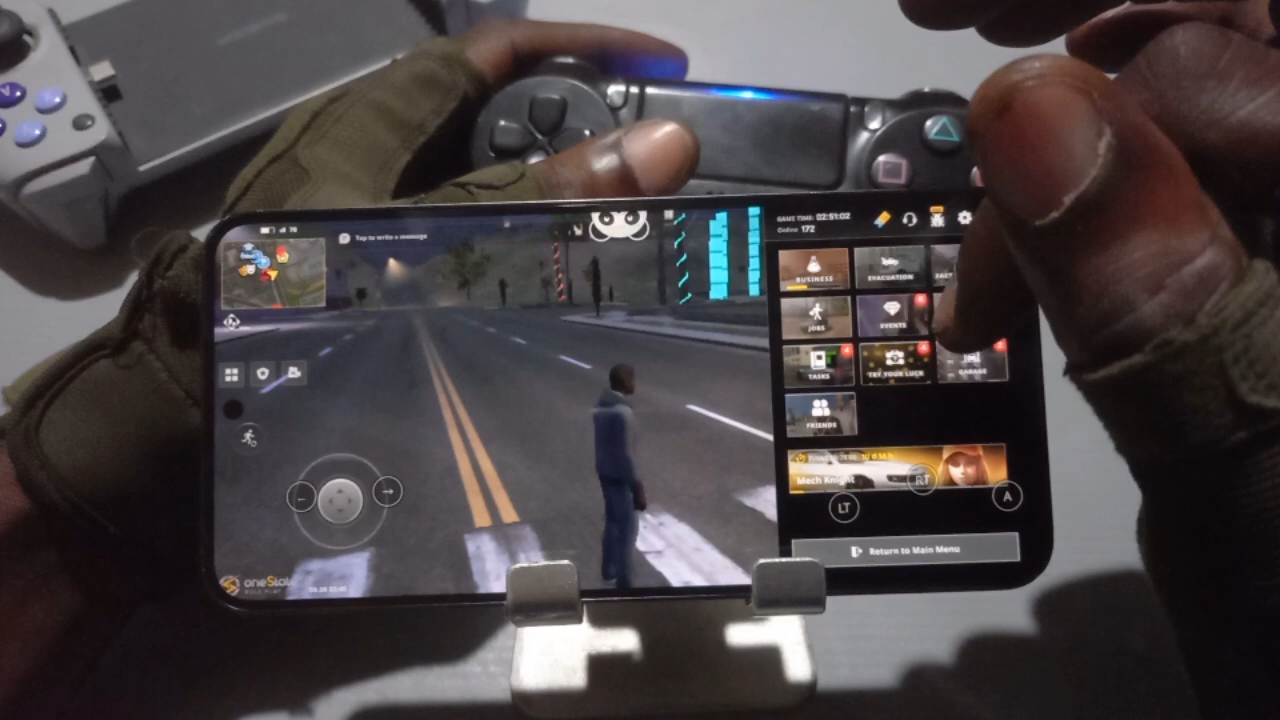 Tap to write a message
GAME TIME: 02:51:02
Online 172
BUSINESS
EVACUATION
JOBS
EVENTS
TASKS
TRY YOUR LUCK
GARAGE
FRIENDS
Mech Knight
LT
RT
A
Return to Main Menu